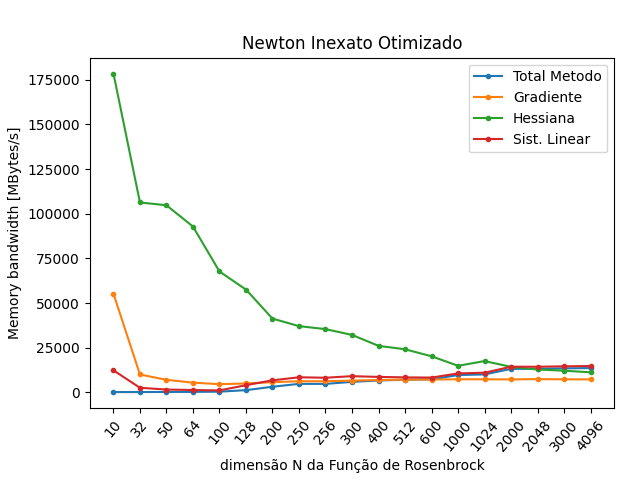 Newton Inexato Otimizado
Memory bandwidth [MBytes/s]
175000
150000
125000
100000
75000
50000
25000
0
Total Metodo
Gradiente
Hessiana
Sist. Linear
10 32 50 64 100 128 200 250 256 300 400 512 600 1000 1024 2000 2048 3000 4096
dimensão N da Função de Rosenbrock